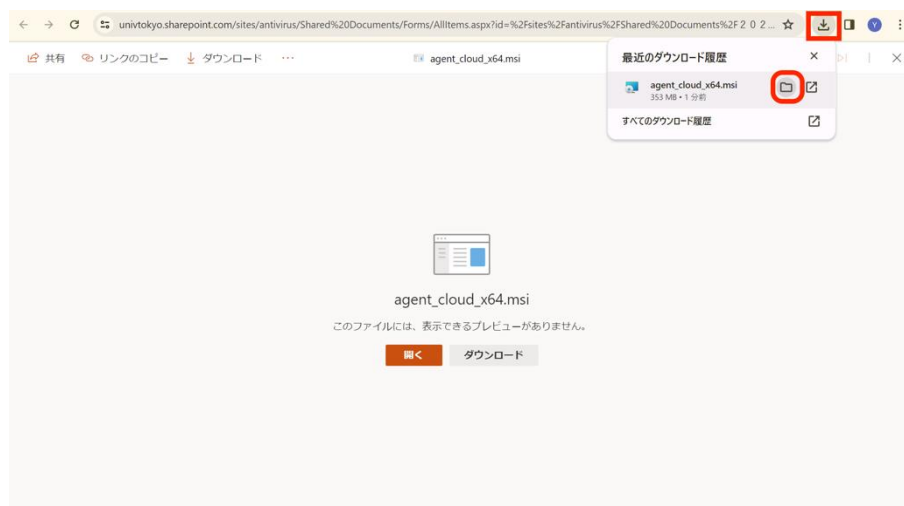 univtokyo.sharepoint.com/sites/antivirus/Shared%20Documents/Forms/AllItems.aspx?id=%2Fsites%2Fantivirus%2FShared%20Documents%2F２０２...
Y
共有 リンクのコピー ダウンロード ... agent_cloud_x64.msi
最近のダウンロード履歴
agent_cloud_x64.msi
353 MB • 1 分前
すべてのダウンロード履歴
agent_cloud_x64.msi
このファイルには、表示できるプレビューがありません。
開く ダウンロード